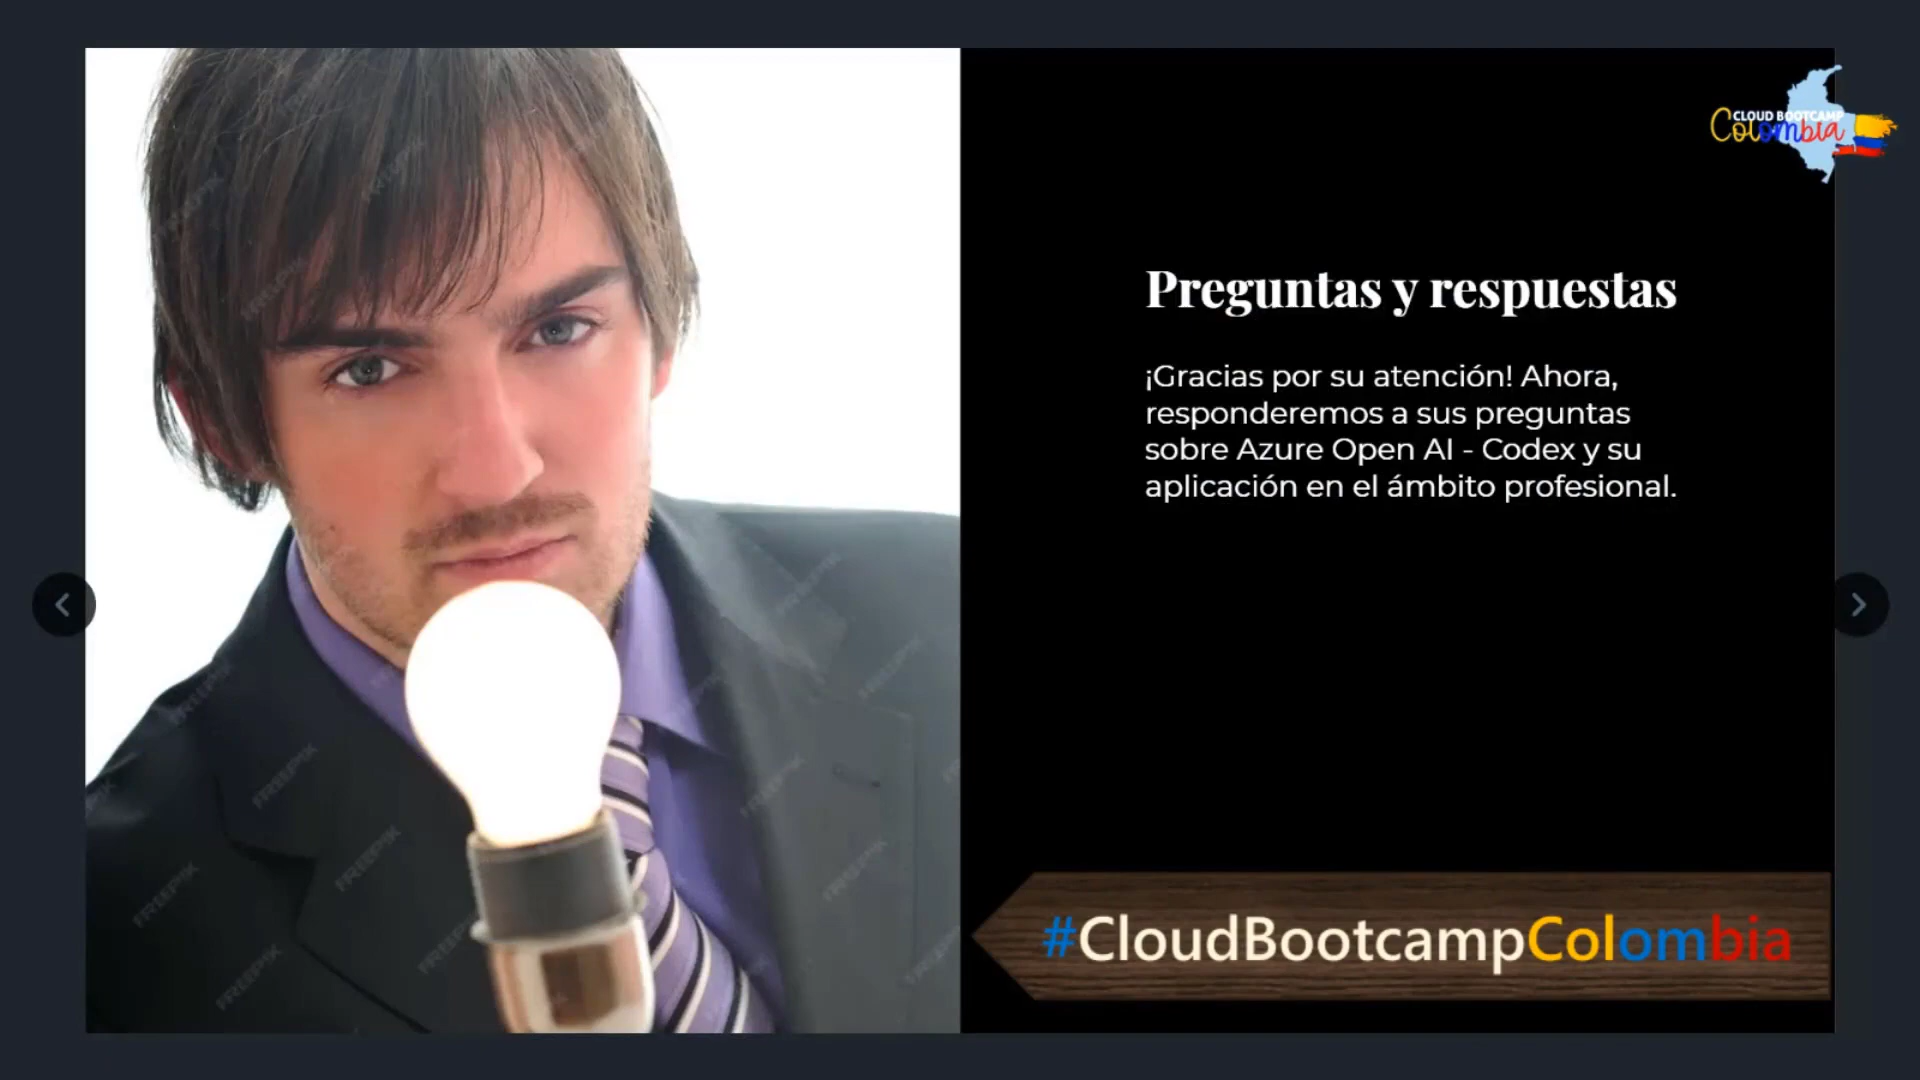 CLOUD BOOTCAMP
Colombia
Preguntas y respuestas
¡Gracias por su atención! Ahora,
responderemos a sus preguntas
sobre Azure Open AI - Codex y su
aplicación en el ámbito profesional.
#CloudBootcampColombia
FREEPIK